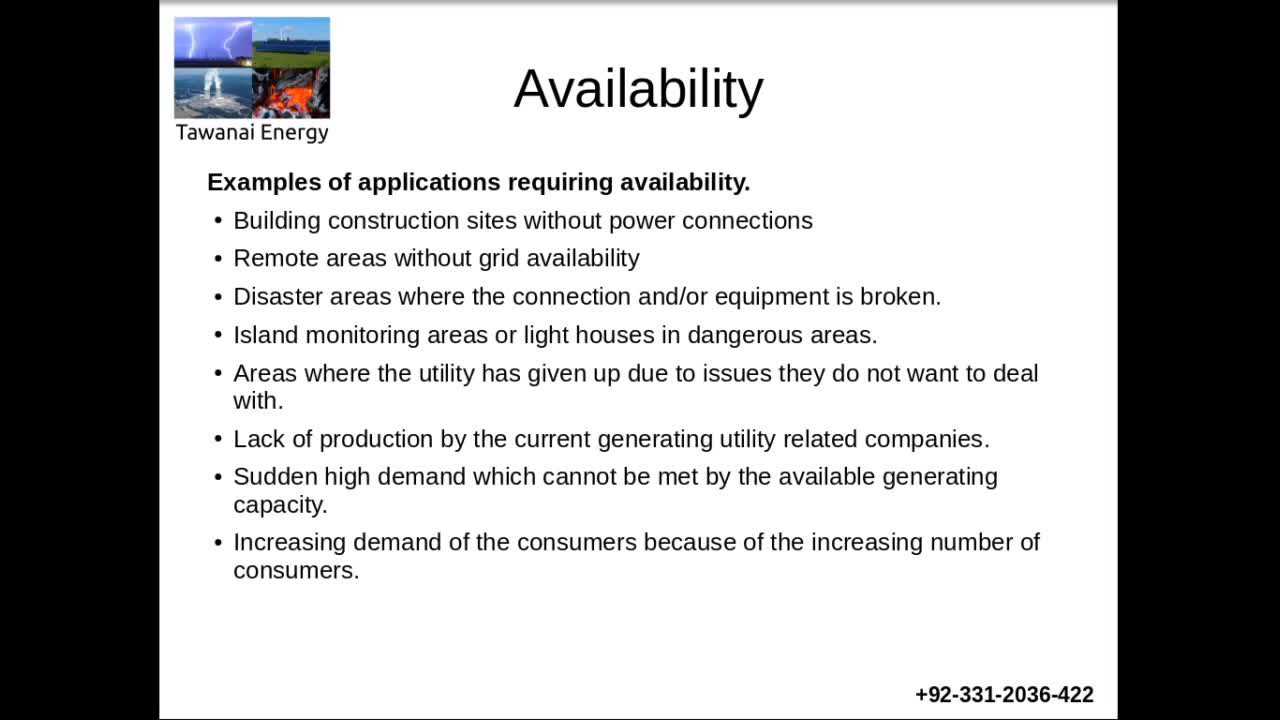 Tawanai Energy
Availability
Examples of applications requiring availability.
• Building construction sites without power connections
• Remote areas without grid availability
• Disaster areas where the connection and/or equipment is broken.
• Island monitoring areas or light houses in dangerous areas.
• Areas where the utility has given up due to issues they do not want to deal
with.
• Lack of production by the current generating utility related companies.
• Sudden high demand which cannot be met by the available generating
capacity.
• Increasing demand of the consumers because of the increasing number of
consumers.
+92-331-2036-422